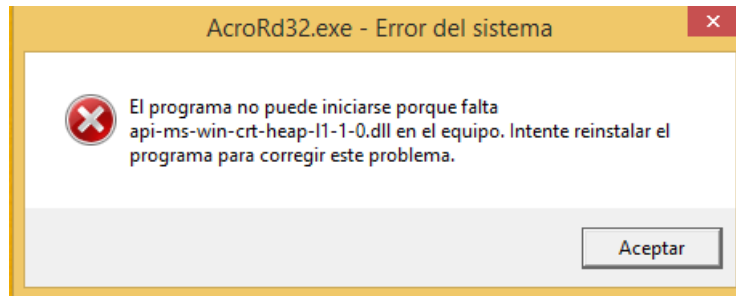 AcroRd32.exe - Error del sistema
El programa no puede iniciarse porque falta
api-ms-win-crt-heap-l1-1-0.dll en el equipo. Intente reinstalar el
programa para corregir este problema.
Aceptar